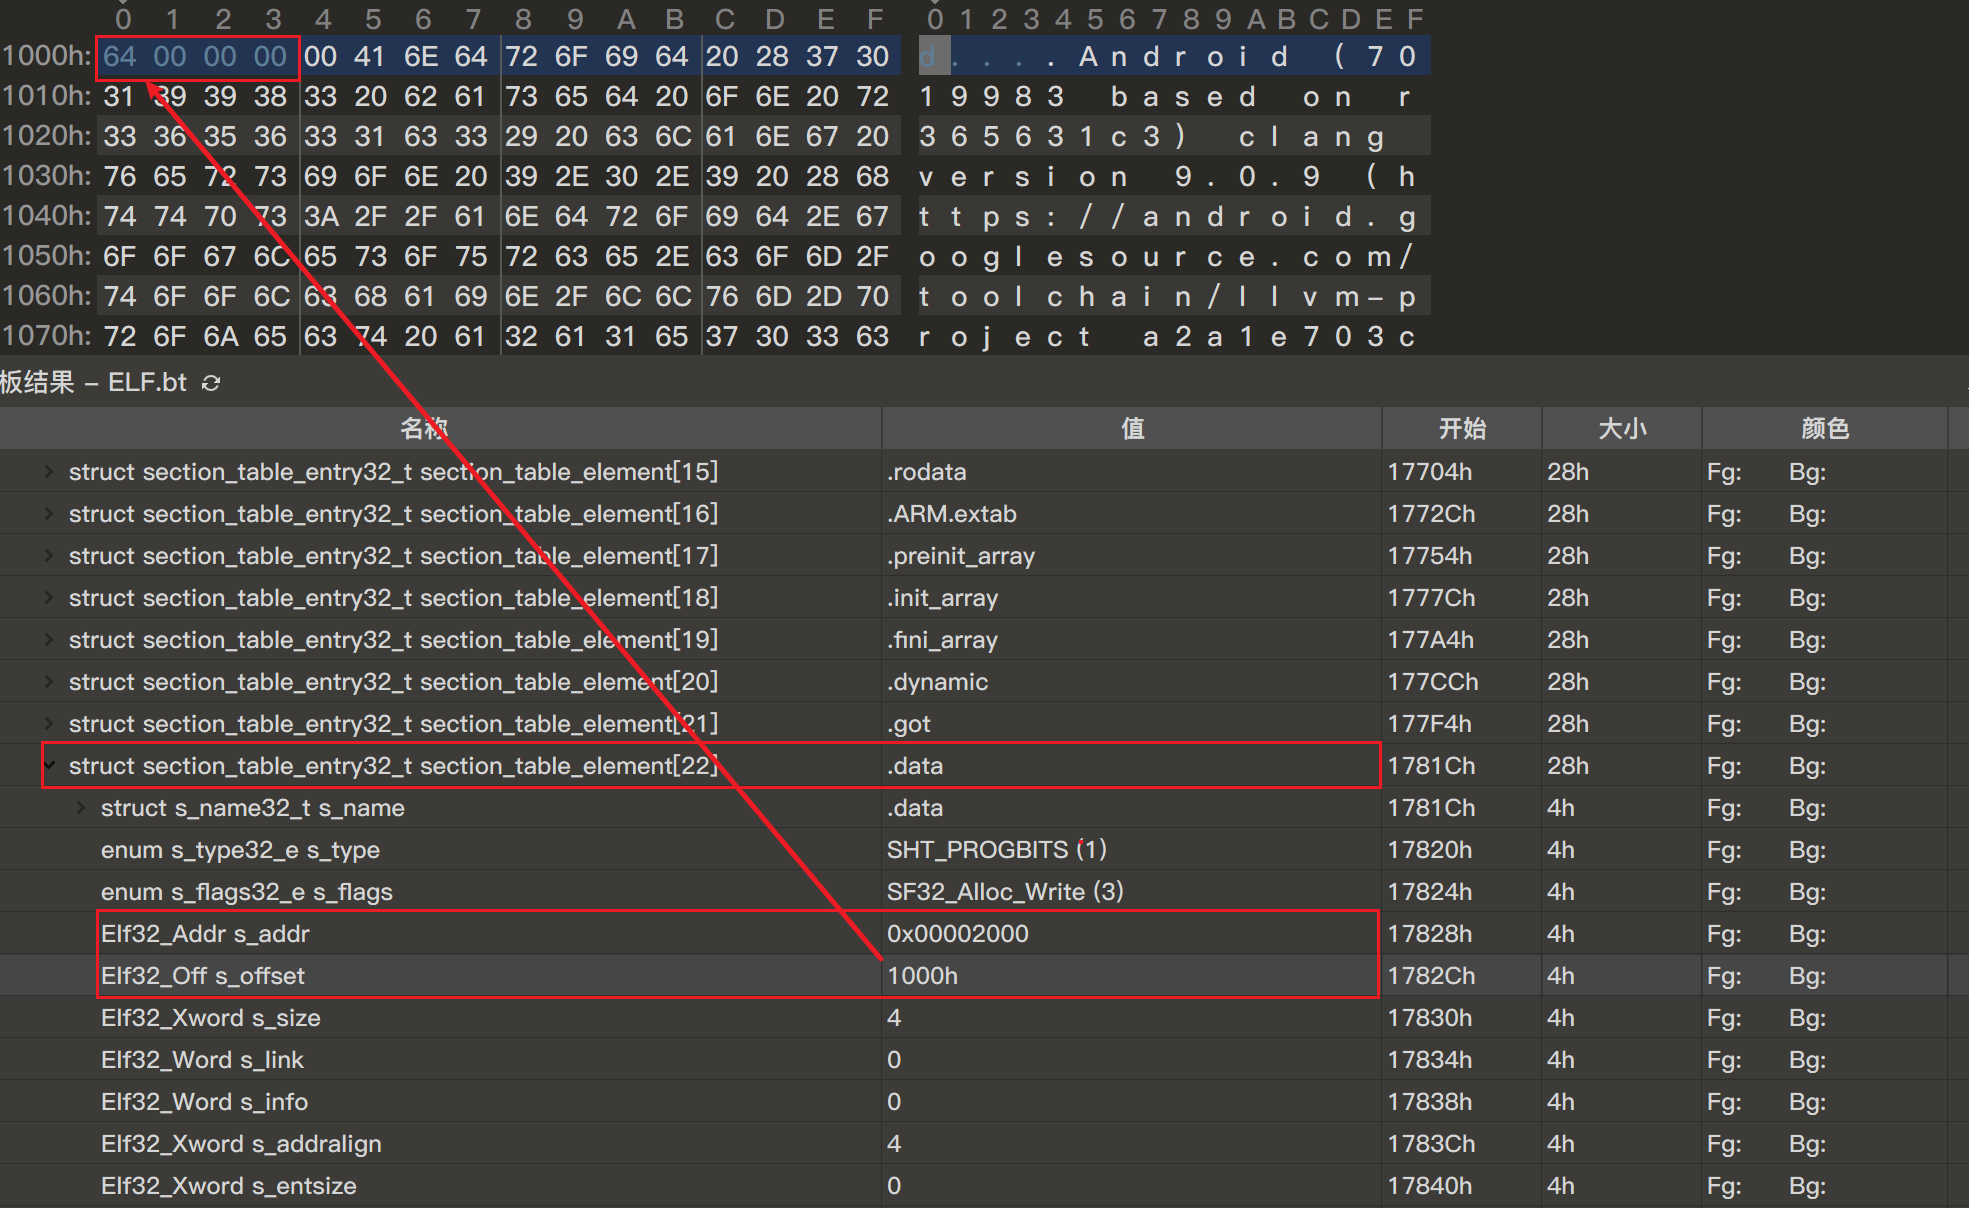 0 1 2 3 4 5 6 7 8 9 A B C D E F 0 1 2 3 4 5 6 7 8 9 A B C D E F
1000h: 64 00 00 00 00 41 6E 64 72 6F 69 64 20 28 37 30 d....Android (70
1010h: 31 39 39 38 33 20 62 61 73 65 64 20 6F 6E 20 72 19983 based on r
1020h: 33 36 35 36 33 31 63 33 29 20 63 6C 61 6E 67 20 365631c3) clang
1030h: 76 65 72 73 69 6F 6E 20 39 2E 30 2E 39 20 28 68 version 9.0.9 (h
1040h: 74 74 70 73 3A 2F 2F 61 6E 64 72 6F 69 64 2E 67 ttps://android.g
1050h: 6F 6F 67 6C 65 73 6F 75 72 63 65 2E 63 6F 6D 2F ooglesource.com/
1060h: 74 6F 6F 6C 63 68 61 69 6E 2F 6C 6C 76 6D 2D 70 toolchain/llvm-p
1070h: 72 6F 6A 65 63 74 20 61 32 61 31 65 37 30 33 63 roject a2a1e703c
板结果 – ELF.bt
名称 值 开始 大小 颜色
struct section_table_entry32_t section_table_element[15] .rodata 17704h 28h Fg: Bg:
struct section_table_entry32_t section_table_element[16] .ARM.extab 1772Ch 28h Fg: Bg:
struct section_table_entry32_t section_table_element[17] .preinit_array 17754h 28h Fg: Bg:
struct section_table_entry32_t section_table_element[18] .init_array 1777Ch 28h Fg: Bg:
struct section_table_entry32_t section_table_element[19] .fini_array 177A4h 28h Fg: Bg:
struct section_table_entry32_t section_table_element[20] .dynamic 177CCh 28h Fg: Bg:
struct section_table_entry32_t section_table_element[21] .got 177F4h 28h Fg: Bg:
struct section_table_entry32_t section_table_element[22] .data 1781Ch 28h Fg: Bg:
struct s_name32_t s_name .data 1781Ch 4h Fg: Bg:
enum s_type32_e s_type SHT_PROGBITS (1) 17820h 4h Fg: Bg:
enum s_flags32_e s_flags SF32_Alloc_Write (3) 17824h 4h Fg: Bg:
Elf32_Addr s_addr 0x00002000 17828h 4h Fg: Bg:
Elf32_Off s_offset 1000h 1782Ch 4h Fg: Bg:
Elf32_Xword s_size 4 17830h 4h Fg: Bg:
Elf32_Word s_link 0 17834h 4h Fg: Bg:
Elf32_Word s_info 0 17838h 4h Fg: Bg:
Elf32_Xword s_addralign 4 1783Ch 4h Fg: Bg:
Elf32_Xword s_entsize 0 17840h 4h Fg: Bg: